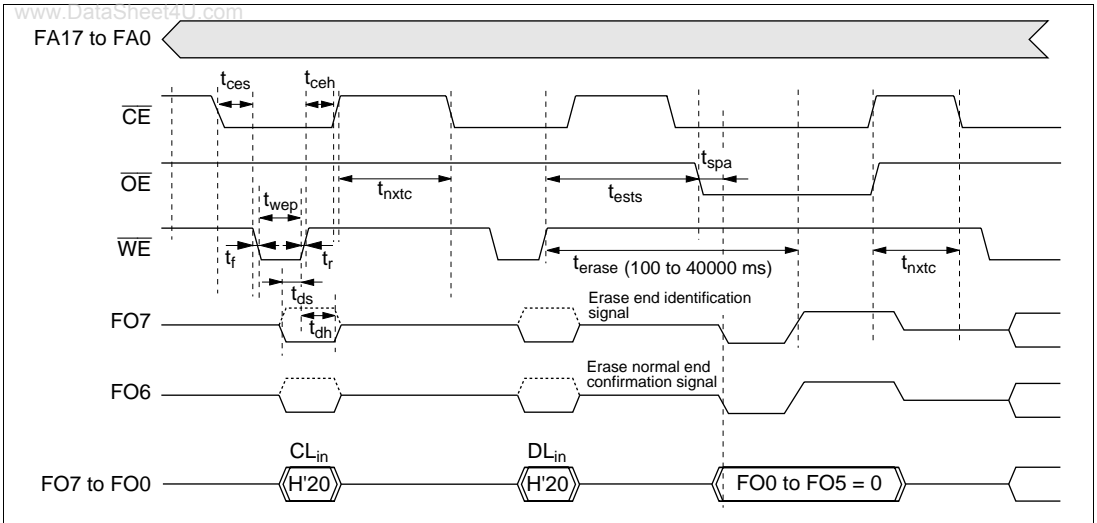 www.DataSheet4U.com
FA17 to FA0
tces
tceh
CE
tspa
OE
tnxtc
tests
twep
WE
tf
tr
terase (100 to 40000 ms)
tnxtc
tds
Erase end identification
signal
FO7
tdh
Erase normal end
confirmation signal
FO6
CLin
DLin
FO7 to FO0
H'20
H'20
FO0 to FO5 = 0